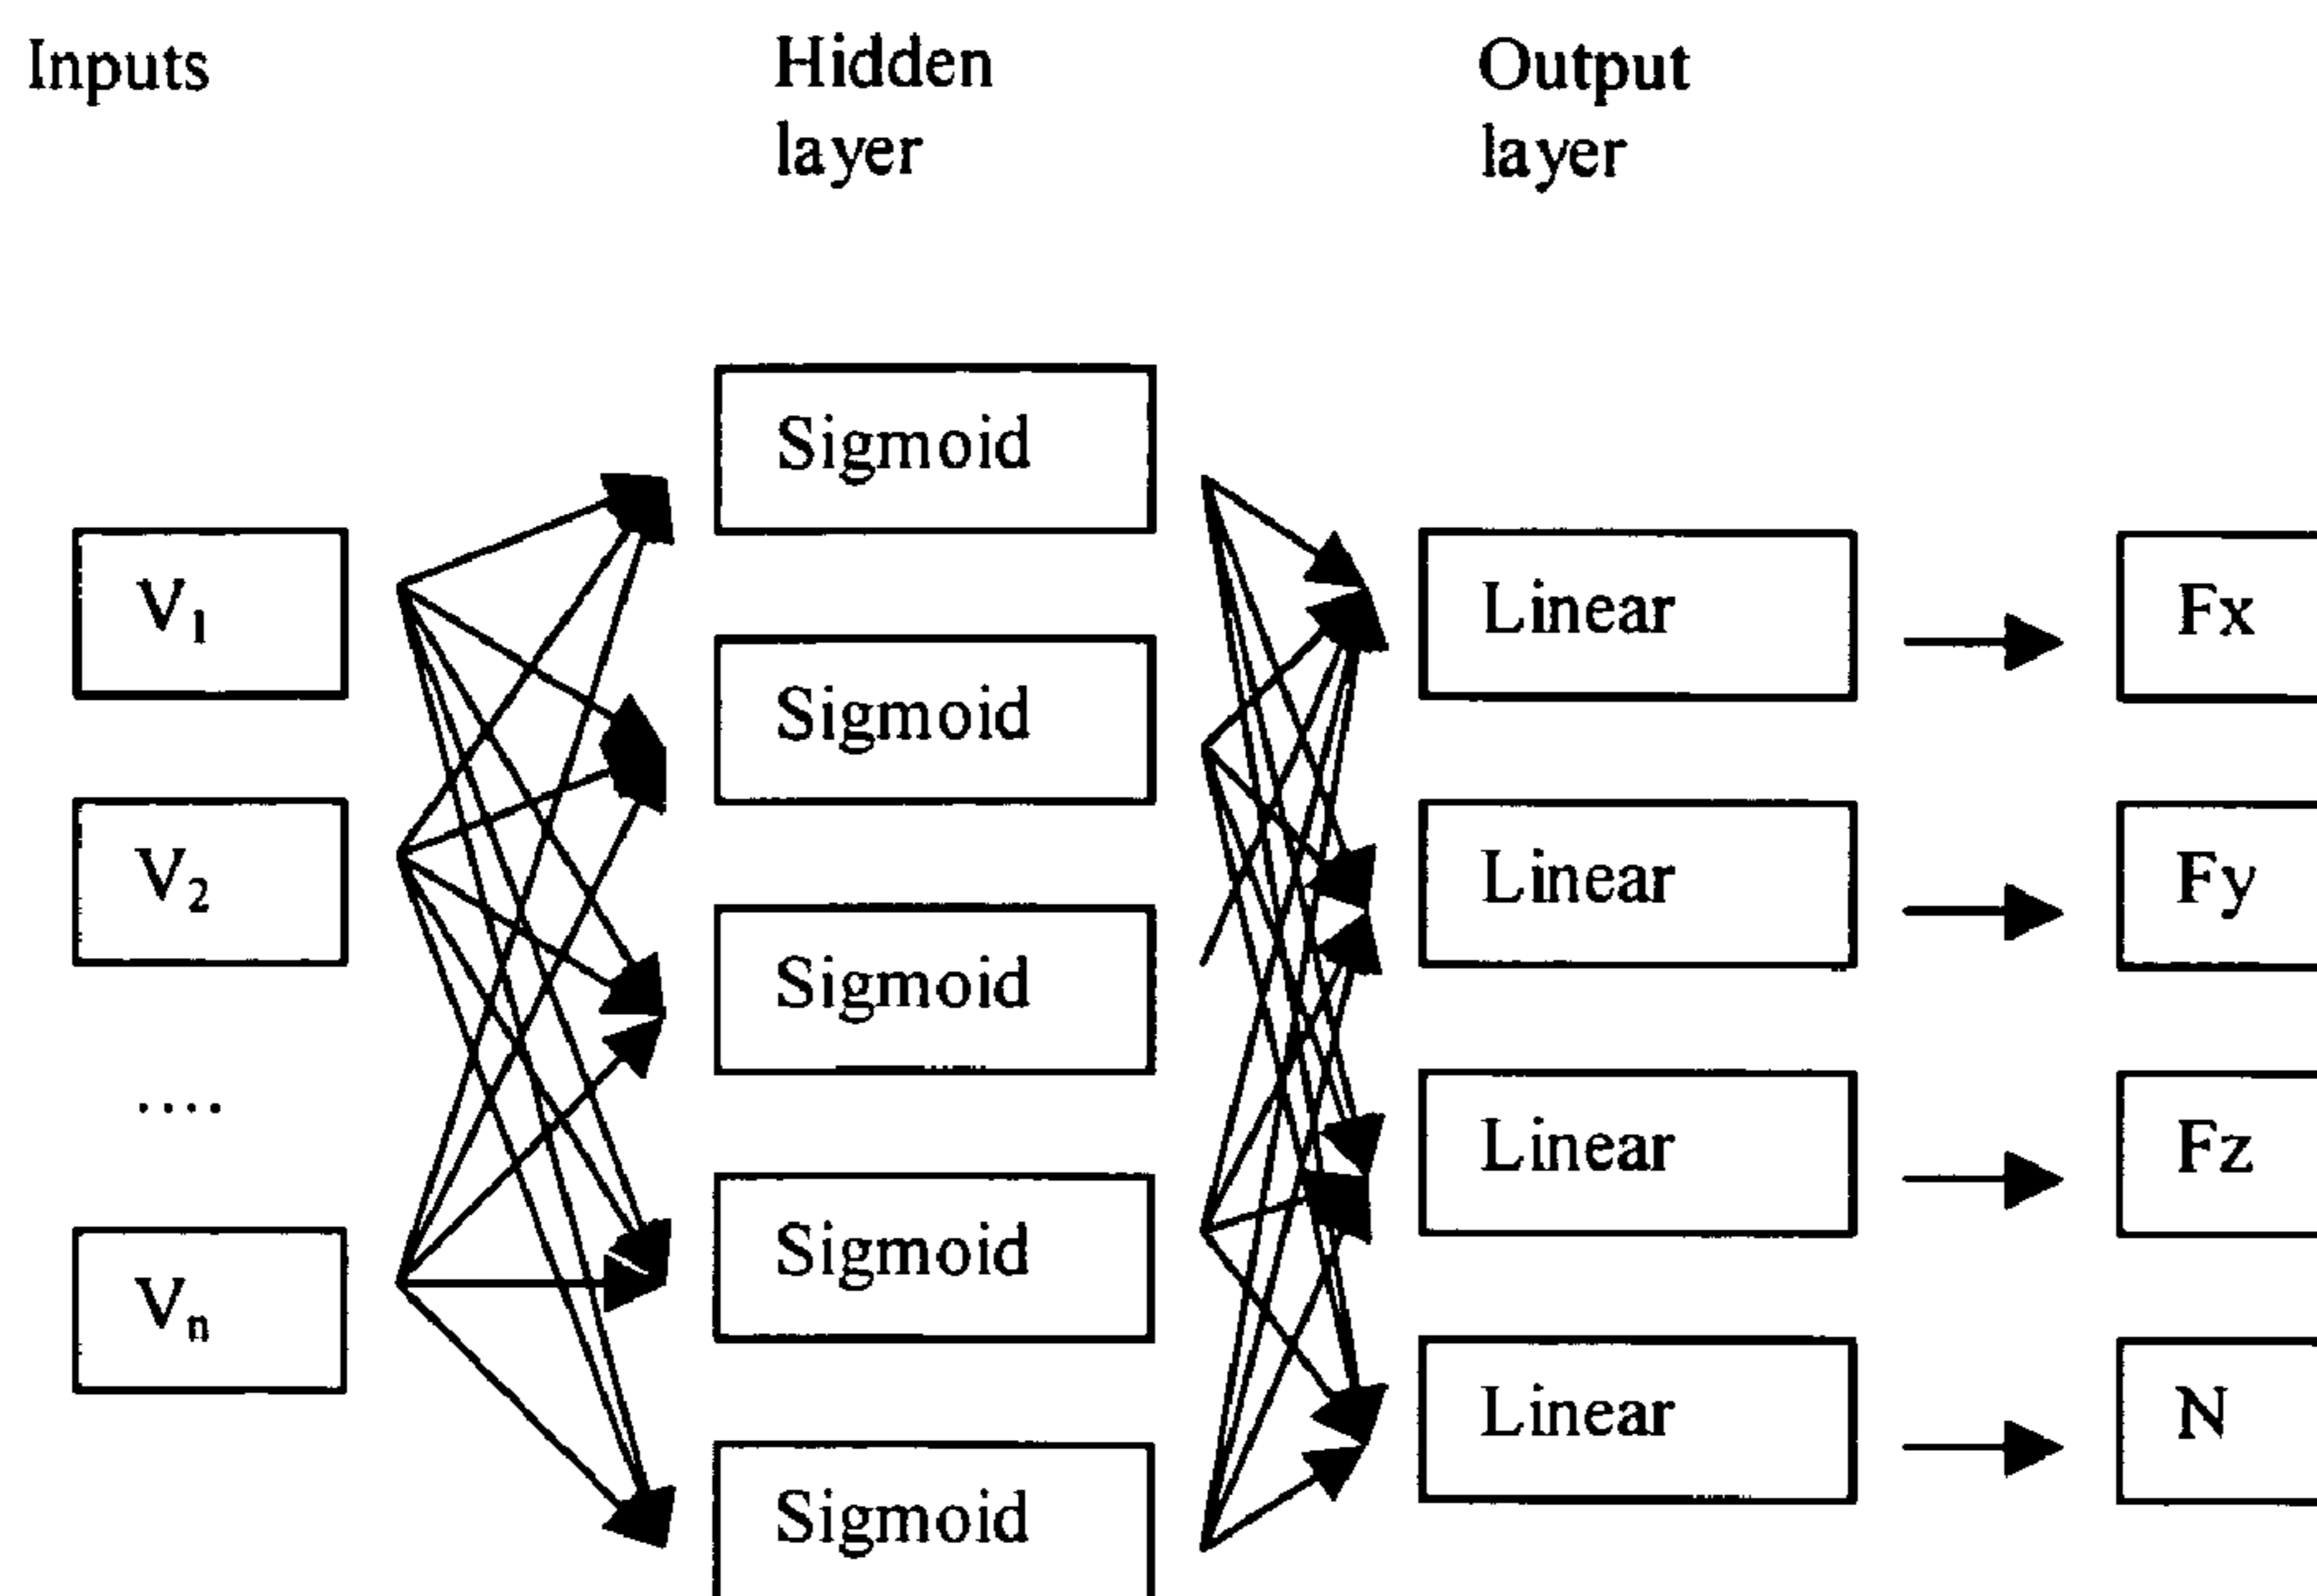 Inputs
Hidden
layer
Output
layer
V1
V2
....
Vn
Sigmoid
Sigmoid
Sigmoid
Sigmoid
Sigmoid
Linear
Linear
Linear
Linear
Fx
Fy
Fz
N